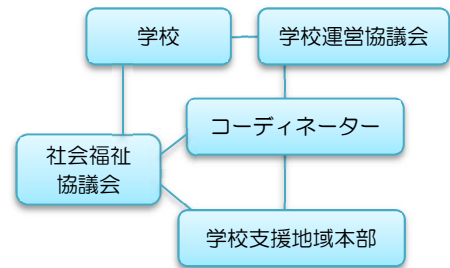 学校
学校運営協議会
コーディネーター
社会福祉
協議会
学校支援地域本部